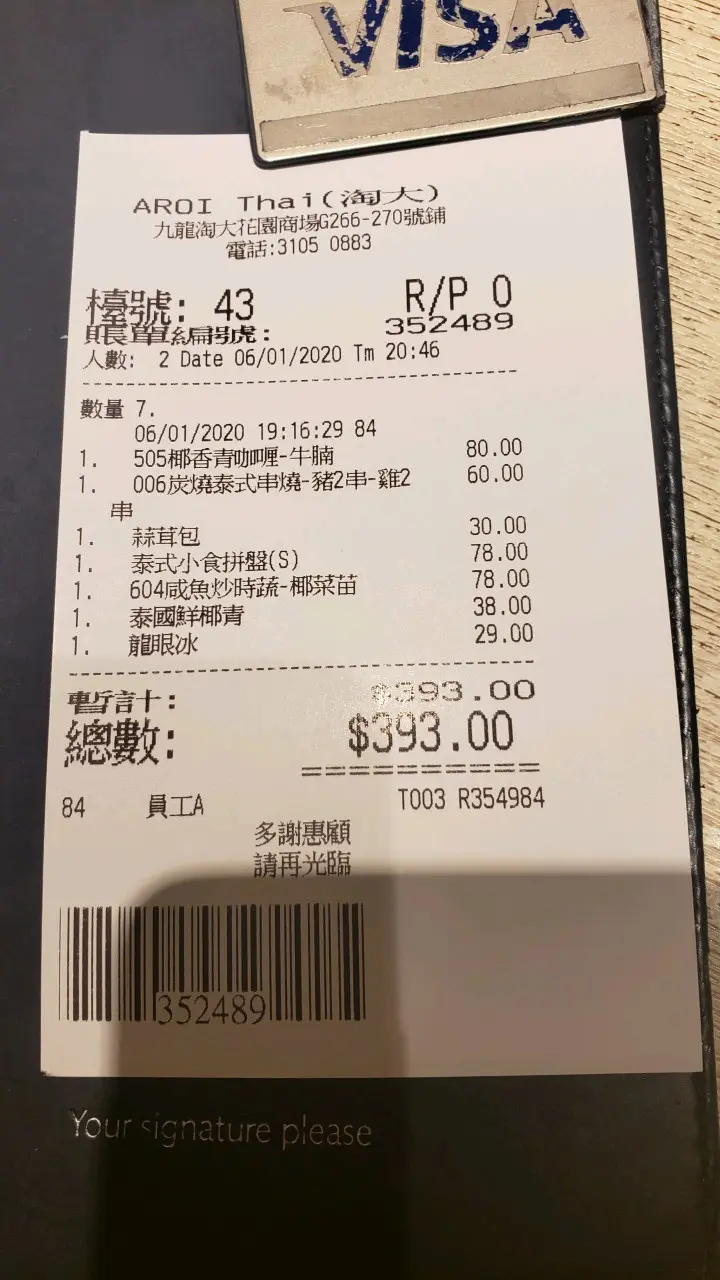 VISA
AROI Thai(淘大)
九龍淘大花園商場G266-270號鋪
電話:3105 0883
檯號: 43 R/P 0
賬單編號: 352489
人數: 2 Date 06/01/2020 Tm 20:46
數量 7.
06/01/2020 19:16:29 84
1. 505椰香青咖喱-牛腩 80.00
1. 006炭燒泰式串燒-豬2串-雞2 60.00
串
1. 蒜茸包 30.00
1. 泰式小食拼盤(S) 78.00
1. 604咸魚炒時蔬-椰菜苗 78.00
1. 泰國鮮椰青 38.00
1. 龍眼冰 29.00
暫計: $393.00
總數: $393.00
84 員工A T003 R354984
多謝惠顧
請再光臨
352489
Your signature please